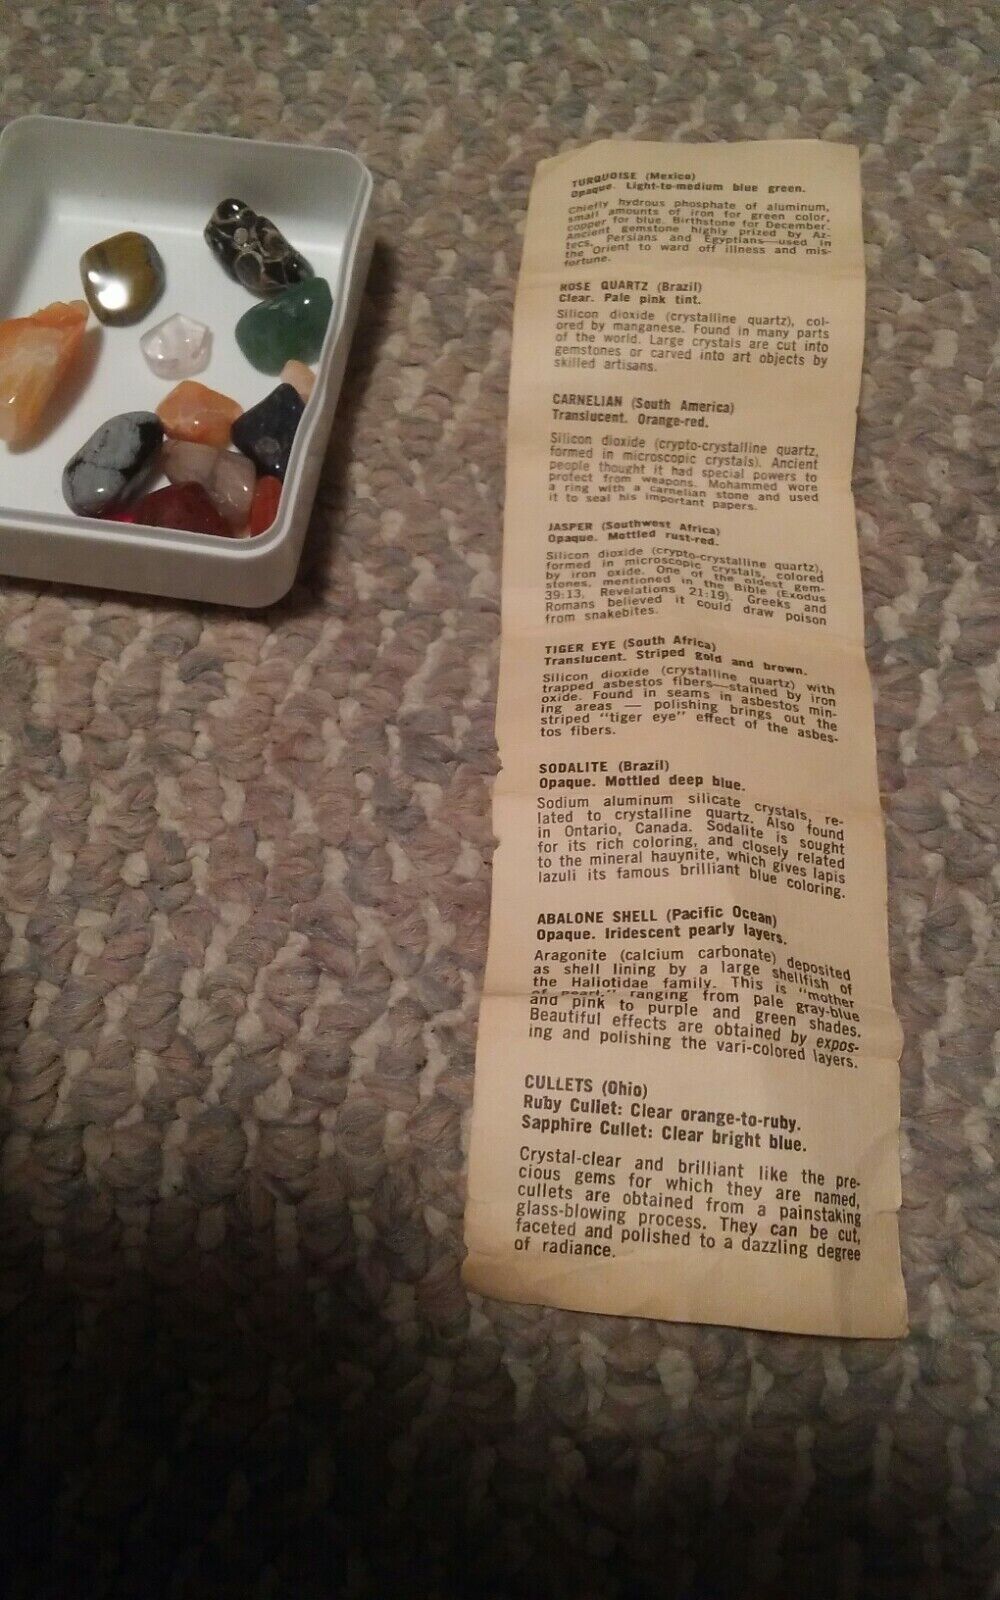 TURQUOISE (Mexico)
Opaque. Light-to-medium blue green.
Chiefly hydrous phosphate of aluminum,
small amounts of iron for green color,
copper for blue. Birthstone for December.
Ancient gemstone highly prized by Az-
tecs, Persians and Egyptians—used in
the Orient to ward off illness and mis-
fortune.
ROSE QUARTZ (Brazil)
Clear. Pale pink tint.
Silicon dioxide (crystalline quartz), col-
ored by manganese. Found in many parts
of the world. Large crystals are cut into
gemstones or carved into art objects by
skilled artisans.
CARNELIAN (South America)
Translucent. Orange-red.
Silicon dioxide (crypto-crystalline quartz,
formed in microscopic crystals). Ancient
people thought it had special powers to
protect from weapons. Mohammed wore
a ring with a carnelian stone and used
it to seal his important papers.
JASPER (Southwest Africa)
Opaque. Mottled rust-red.
Silicon dioxide (crypto-crystalline quartz),
formed in microscopic crystals, colored
by iron oxide. One of the oldest gem-
stones, mentioned in the Bible (Exodus
39:13, Revelations 21:19). Greeks and
Romans believed it could draw poison
from snakebites.
TIGER EYE (South Africa)
Translucent. Striped gold and brown.
Silicon dioxide (crystalline quartz) with
trapped asbestos fibers—stained by iron
oxide. Found in seams in asbestos min-
ing areas — polishing brings out the
striped "tiger eye" effect of the asbes-
tos fibers.
SODALITE (Brazil)
Opaque. Mottled deep blue.
Sodium aluminum silicate crystals, re-
lated to crystalline quartz. Also found
in Ontario, Canada. Sodalite is sought
for its rich coloring, and closely related
to the mineral hauynite, which gives lapis
lazuli its famous brilliant blue coloring.
ABALONE SHELL (Pacific Ocean)
Opaque. Iridescent pearly layers.
Aragonite (calcium carbonate) deposited
as shell lining by a large shellfish of
the Haliotidae family. This is "mother
of pearl," ranging from pale gray-blue
and pink to purple and green shades.
Beautiful effects are obtained by expos-
ing and polishing the vari-colored layers.
CULLETS (Ohio)
Ruby Cullet: Clear orange-to-ruby.
Sapphire Cullet: Clear bright blue.
Crystal-clear and brilliant like the pre-
cious gems for which they are named,
cullets are obtained from a painstaking
glass-blowing process. They can be cut,
faceted and polished to a dazzling degree
of radiance.